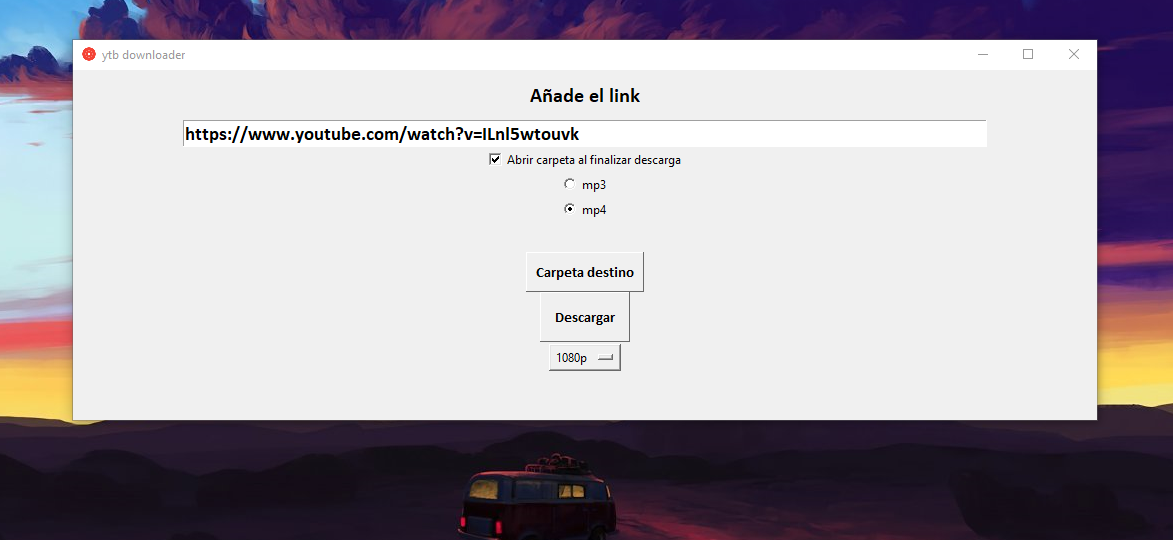 ytb downloader
Añade el link
https://www.youtube.com/watch?v=ILnl5wtouvk
Abrir carpeta al finalizar descarga
mp3
mp4
Carpeta destino
Descargar
1080p